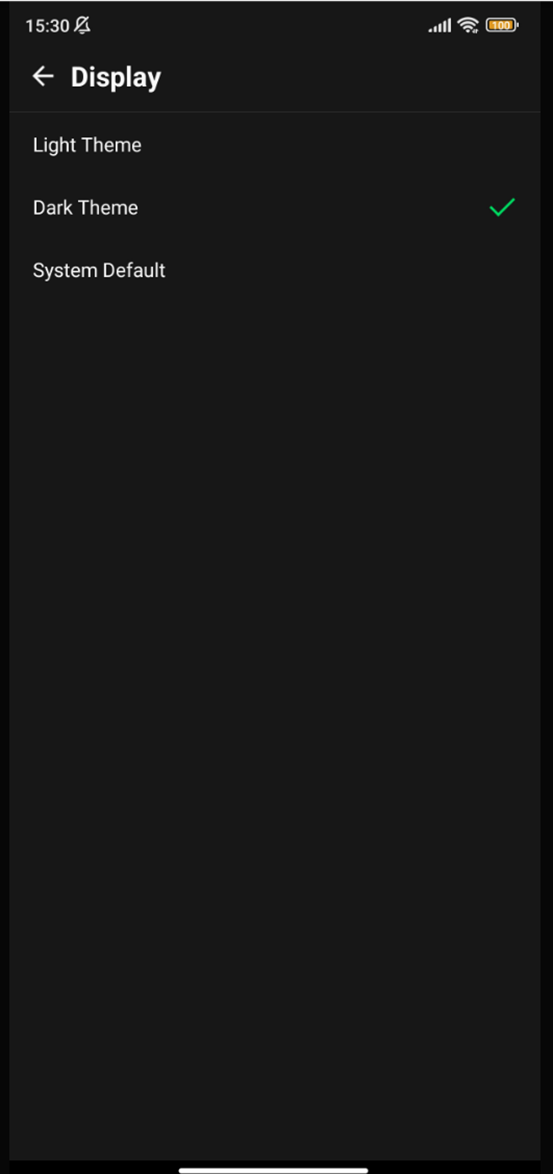 15:30
100
Display
Light Theme
Dark Theme
System Default